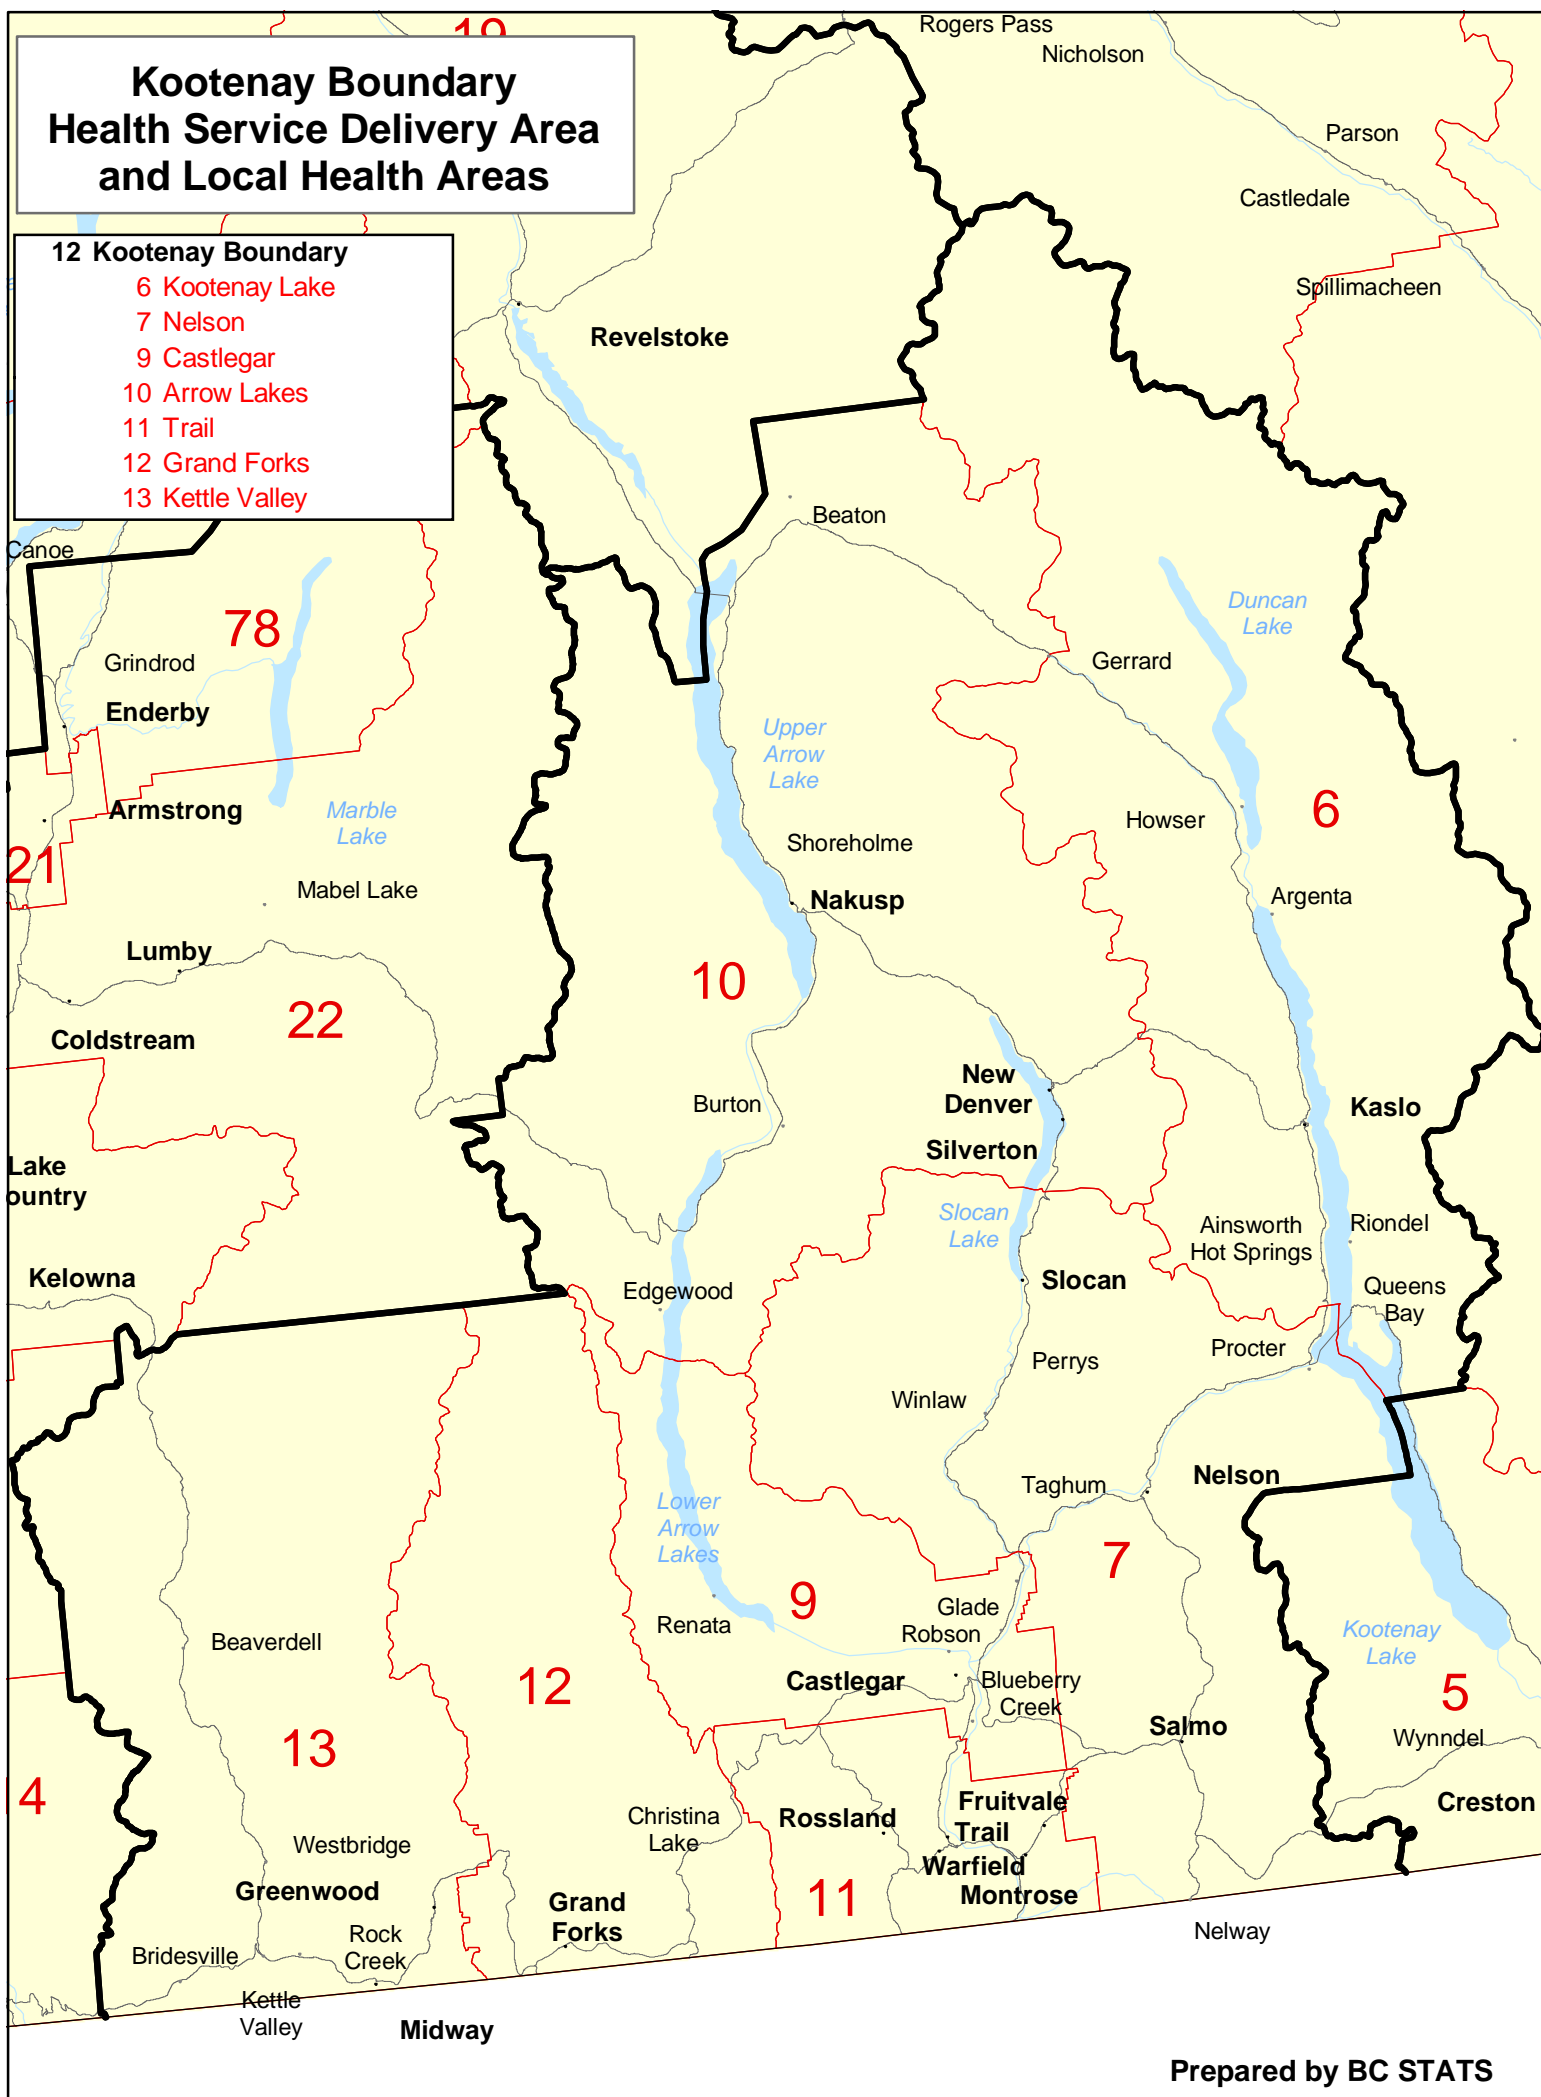 19
Kootenay Boundary
Health Service Delivery Area
and Local Health Areas
12 Kootenay Boundary
6 Kootenay Lake
7 Nelson
9 Castlegar
10 Arrow Lakes
11 Trail
12 Grand Forks
13 Kettle Valley
Rogers Pass
Nicholson
Parson
Castledale
Spillimacheen
Revelstoke
Beaton
Canoe
78
Grindrod
Enderby
Duncan
Lake
Gerrard
Upper
Arrow
Lake
Armstrong
Marble
Lake
Howser
6
21
Shoreholme
Mabel Lake
Nakusp
Argenta
Lumby
10
22
Coldstream
New
Denver
Silverton
Burton
Kaslo
Lake
ountry
Slocan
Lake
Ainsworth
Hot Springs
Riondel
Kelowna
Edgewood
Slocan
Queens
Bay
Perrys
Procter
Winlaw
Nelson
Taghum
Lower
Arrow
Lakes
7
9
Glade
Renata
Robson
Beaverdell
Kootenay
Lake
12
Castlegar
Blueberry
Creek
5
13
Salmo
Wynndel
14
Christina
Lake
Rossland
Fruitvale
Trail
Creston
Westbridge
Warfield
Montrose
Greenwood
11
Grand
Forks
Rock
Creek
Bridesville
Nelway
Kettle
Valley
Midway
Prepared by BC STATS